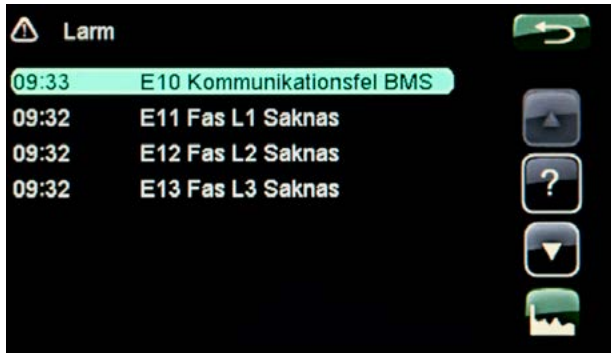 Larm
09:33 E10 Kommunikationsfel BMS
09:32 E11 Fas L1 Saknas
09:32 E12 Fas L2 Saknas
09:32 E13 Fas L3 Saknas
?